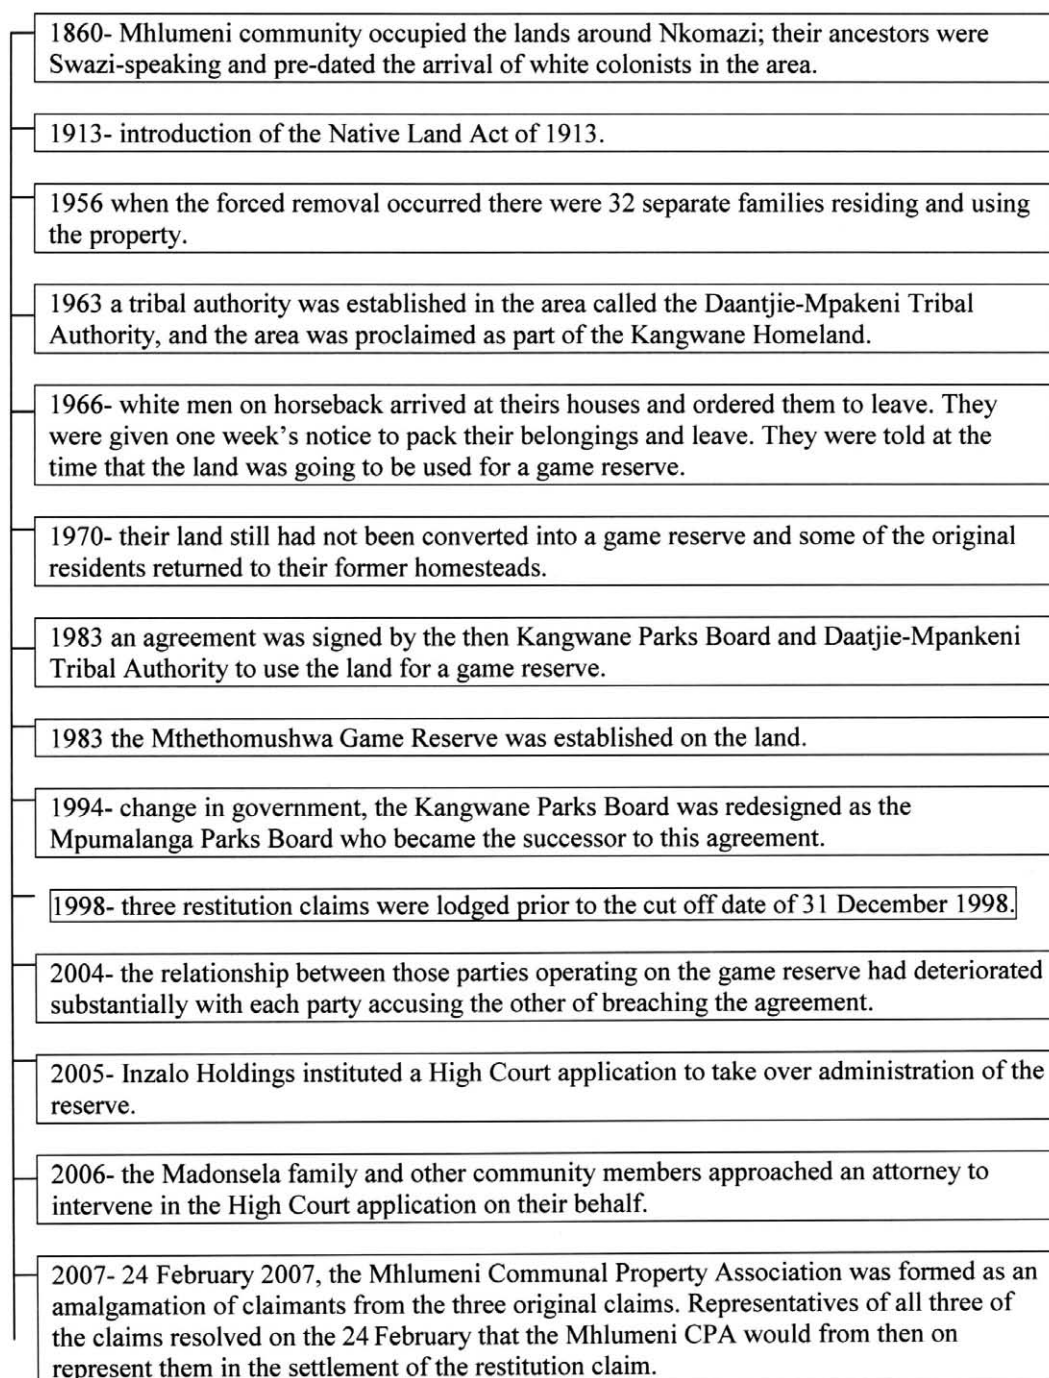 1860- Mhlumeni community occupied the lands around Nkomazi; their ancestors were
Swazi-speaking and pre-dated the arrival of white colonists in the area.
1913- introduction of the Native Land Act of 1913.
1956 when the forced removal occurred there were 32 separate families residing and using
the property.
1963 a tribal authority was established in the area called the Daantjie-Mpakeni Tribal
Authority, and the area was proclaimed as part of the Kangwane Homeland.
1966- white men on horseback arrived at theirs houses and ordered them to leave. They
were given one week's notice to pack their belongings and leave. They were told at the
time that the land was going to be used for a game reserve.
1970- their land still had not been converted into a game reserve and some of the original
residents returned to their former homesteads.
1983 an agreement was signed by the then Kangwane Parks Board and Daatjie-Mpankeni
Tribal Authority to use the land for a game reserve.
1983 the Mthethomushwa Game Reserve was established on the land.
1994- change in government, the Kangwane Parks Board was redesigned as the
Mpumalanga Parks Board who became the successor to this agreement.
1998- three restitution claims were lodged prior to the cut off date of 31 December 1998.
2004- the relationship between those parties operating on the game reserve had deteriorated
substantially with each party accusing the other of breaching the agreement.
2005- Inzalo Holdings instituted a High Court application to take over administration of the
reserve.
2006- the Madonsela family and other community members approached an attorney to
intervene in the High Court application on their behalf.
2007- 24 February 2007, the Mhlumeni Communal Property Association was formed as an
amalgamation of claimants from the three original claims. Representatives of all three of
the claims resolved on the 24 February that the Mhlumeni CPA would from then on
represent them in the settlement of the restitution claim.